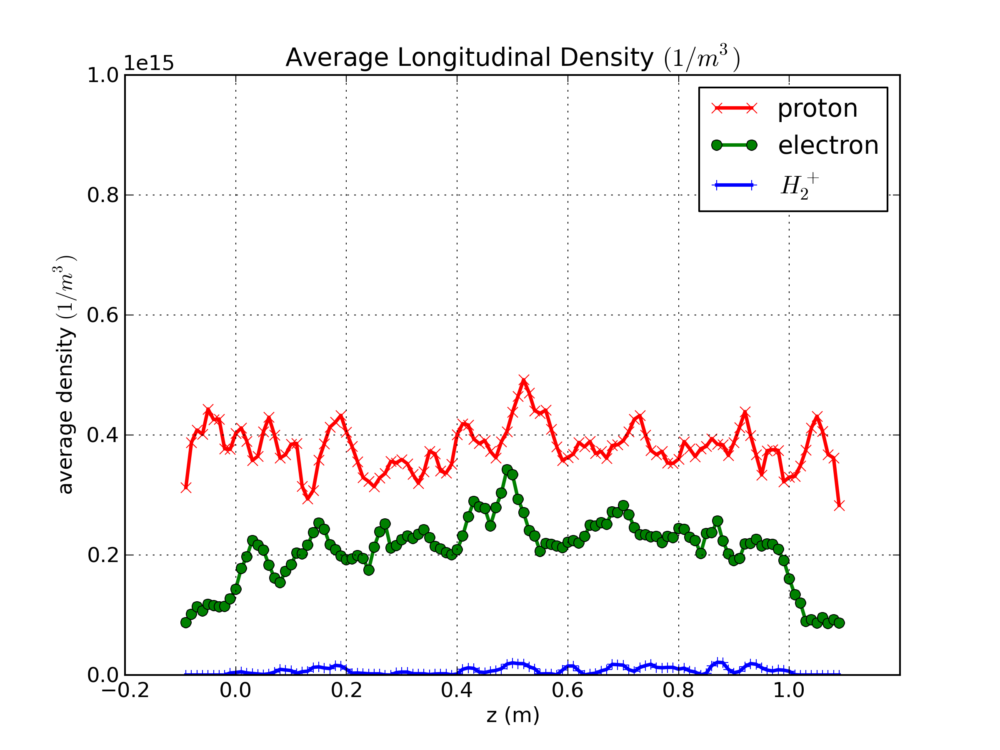 Average Longitudinal Density (1/m³)
1e15
1.0
0.8
0.6
0.4
0.2
0.0
average density (1/m³)
proton
electron
H₂⁺
−0.2 0.0 0.2 0.4 0.6 0.8 1.0
z (m)